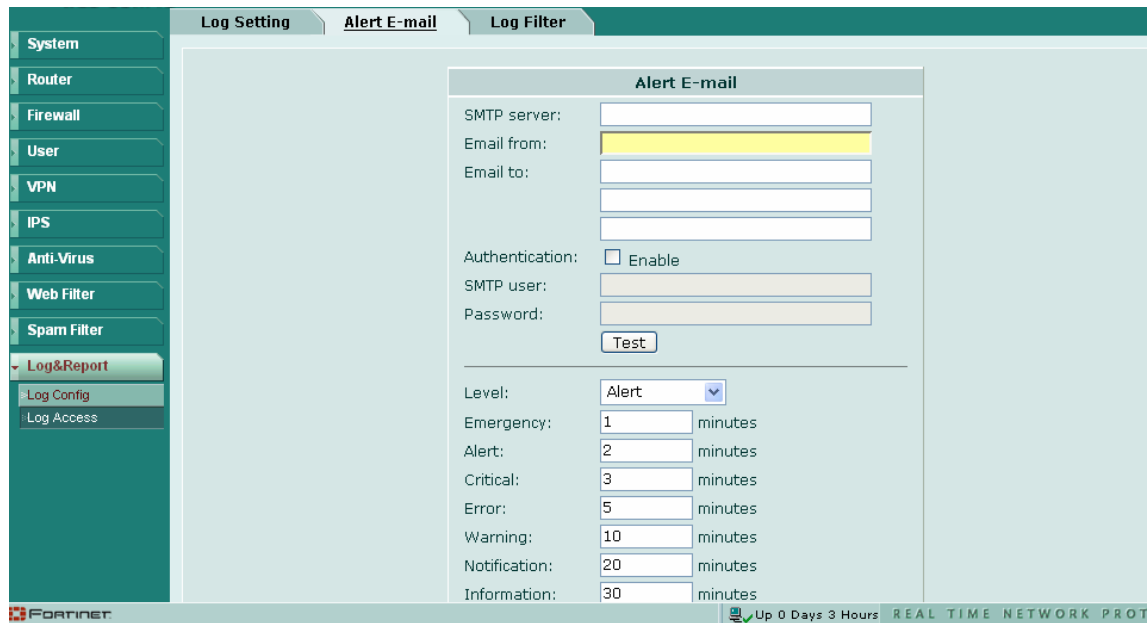 Log Setting Alert E-mail Log Filter
System
Router
Firewall
User
VPN
IPS
Anti-Virus
Web Filter
Spam Filter
Log&Report
Log Config
Log Access
Alert E-mail
SMTP server:
Email from:
Email to:
Authentication: Enable
SMTP user:
Password:
Test
Level: Alert
Emergency: 1 minutes
Alert: 2 minutes
Critical: 3 minutes
Error: 5 minutes
Warning: 10 minutes
Notification: 20 minutes
Information: 30 minutes
FORTINET Up 0 Days 3 Hours REAL TIME NETWORK PROT